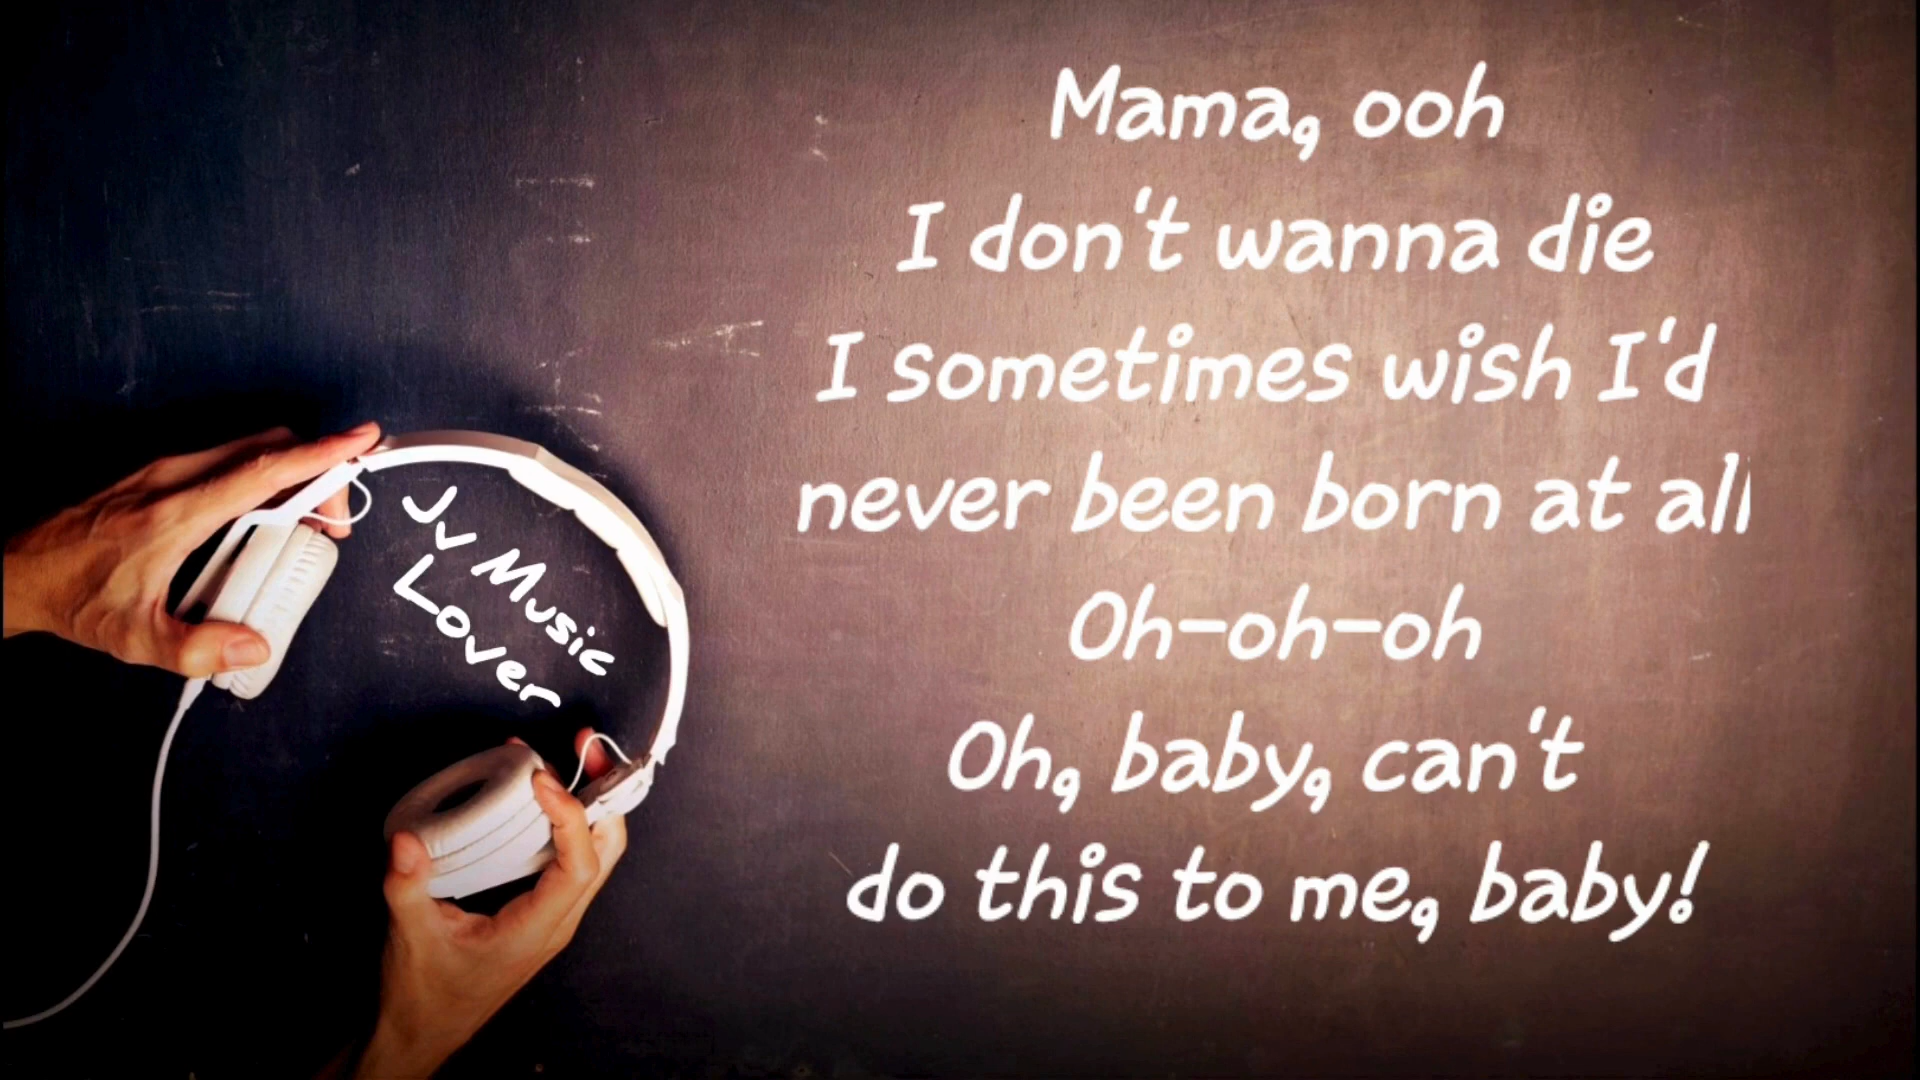 Mama, ooh
I don't wanna die
I sometimes wish I'd
never been born at all
Oh-oh-oh
Oh, baby, can't
do this to me, baby!
Jv Music
Lover